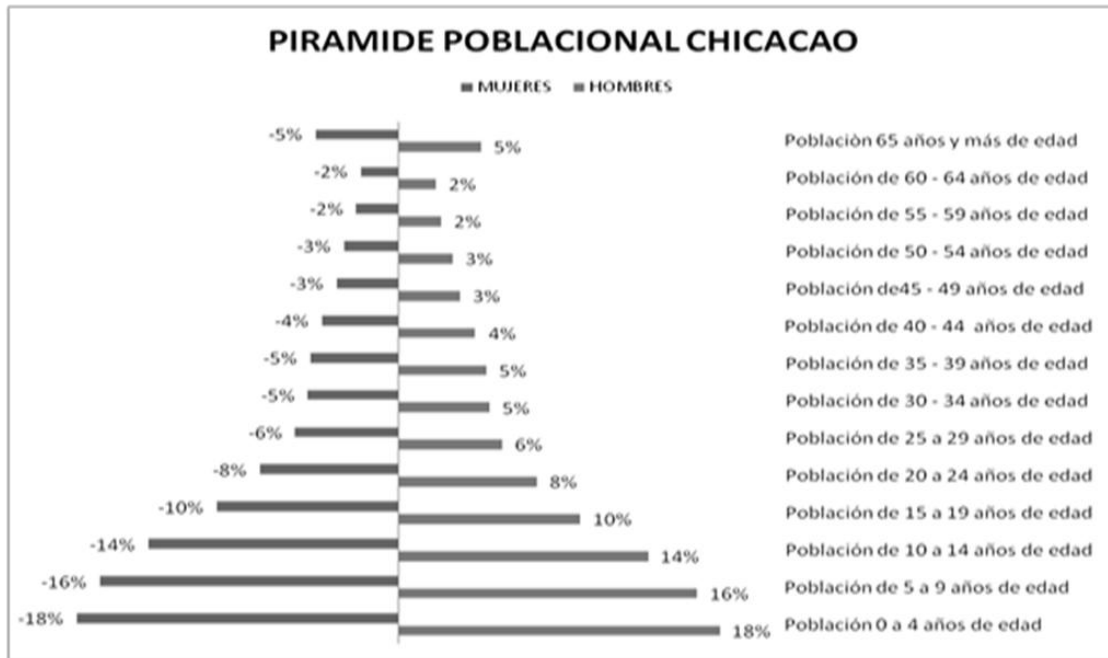 PIRAMIDE POBLACIONAL CHICACAO
MUJERES HOMBRES
-5% 5% Poblaciòn 65 años y más de edad
-2% 2% Población de 60 - 64 años de edad
-2% 2% Población de 55 - 59 años de edad
-3% 3% Población de 50 - 54 años de edad
-3% 3% Población de45 - 49 años de edad
-4% 4% Población de 40 - 44 años de edad
-5% 5% Población de 35 - 39 años de edad
-5% 5% Población de 30 - 34 años de edad
-6% 6% Población de 25 a 29 años de edad
-8% 8% Población de 20 a 24 años de edad
-10% 10% Población de 15 a 19 años de edad
-14% 14% Población de 10 a 14 años de edad
-16% 16% Población de 5 a 9 años de edad
-18% 18% Población 0 a 4 años de edad